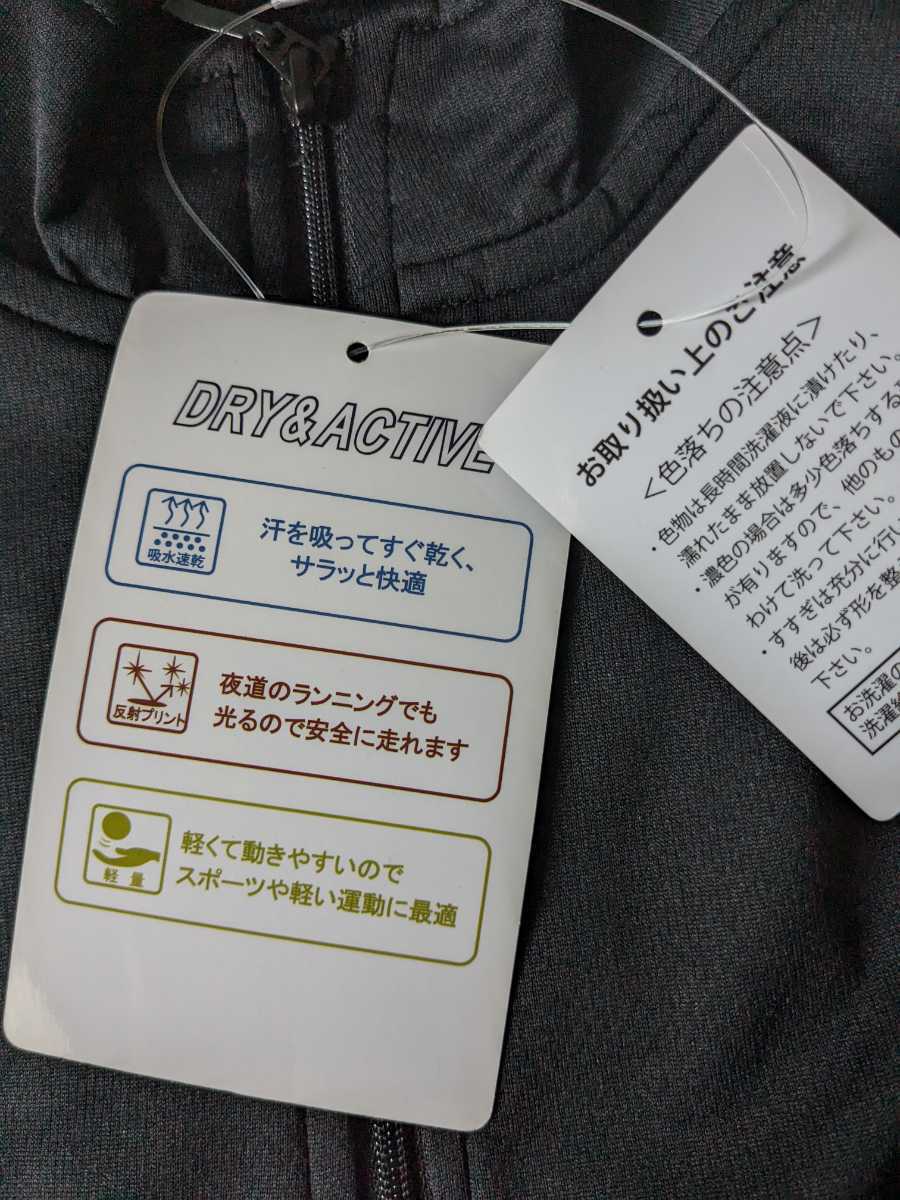 DRY&ACTIVE
吸水速乾
汗を吸ってすぐ乾く、
サラッと快適
反射プリント
夜道のランニングでも
光るので安全に走れます
軽量
軽くて動きやすいので
スポーツや軽い運動に最適
お取り扱い上のご注意
<色落ちの注意点>
・色物は長時間洗濯液に漬けたり、
濡れたまま放置しないで下さい。
・濃色の場合は多少色落ちする
が有りますので、他のもの
わけて洗って下さい。
・すすぎは充分に行い
後は必ず形を整
下さい。
お洗濯の
洗濯